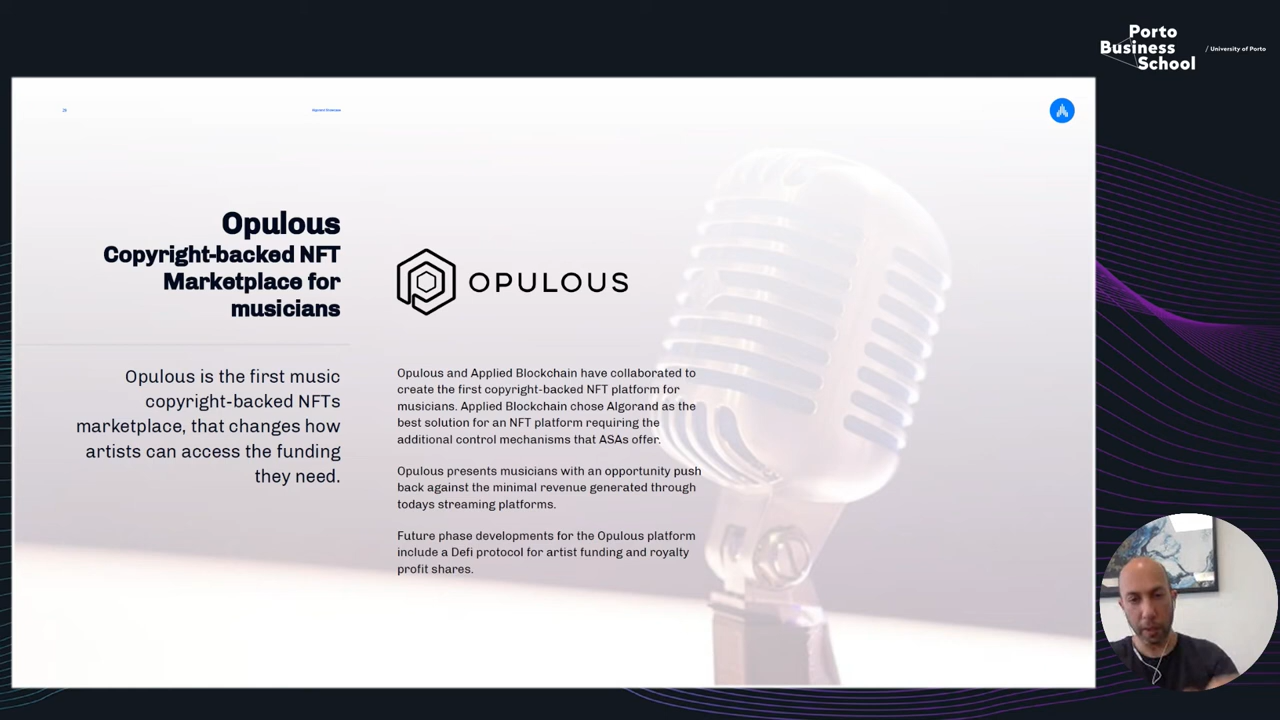 Porto
Business
School
/ University of Porto
26
Algorand Showcase
Opulous
Copyright-backed NFT
Marketplace for
musicians
OPULOUS
Opulous is the first music
copyright-backed NFTs
marketplace, that changes how
artists can access the funding
they need.
Opulous and Applied Blockchain have collaborated to
create the first copyright-backed NFT platform for
musicians. Applied Blockchain chose Algorand as the
best solution for an NFT platform requiring the
additional control mechanisms that ASAs offer.
Opulous presents musicians with an opportunity push
back against the minimal revenue generated through
todays streaming platforms.
Future phase developments for the Opulous platform
include a Defi protocol for artist funding and royalty
profit shares.